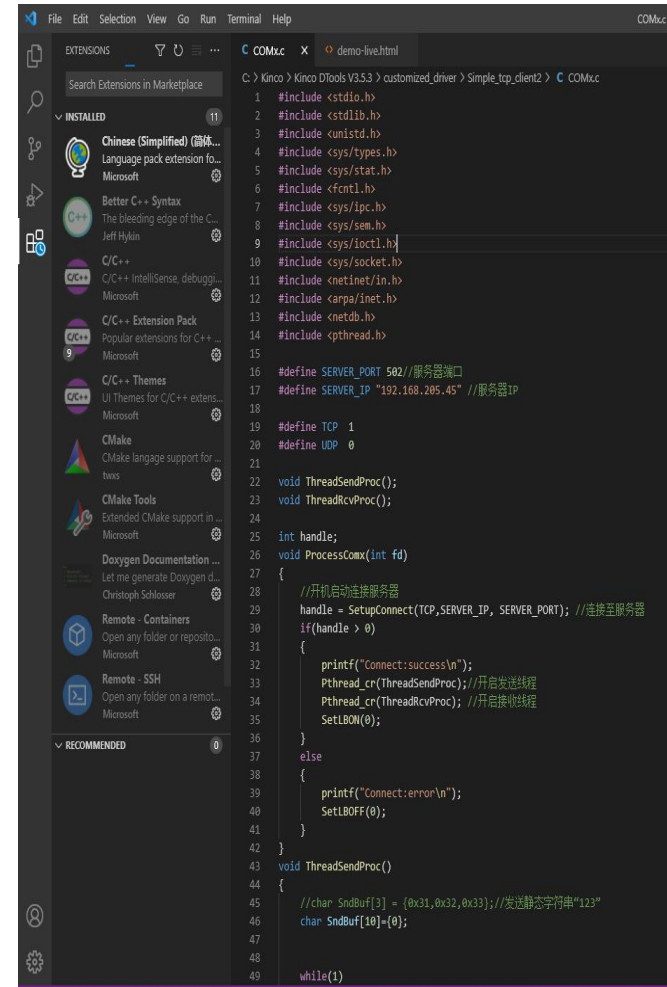 File Edit Selection View Go Run Terminal Help COMx.c
EXTENSIONS
Search Extensions in Marketplace
INSTALLED 11
Chinese (Simplified) (简体...
Language pack extension fo...
Microsoft
Better C++ Syntax
The bleeding edge of the C...
Jeff Hykin
C++
C/C++
C/C++ IntelliSense, debuggi...
Microsoft
C/C++
C/C++ Extension Pack
Popular extensions for C++ ...
Microsoft
C/C++
9
C/C++ Themes
UI Themes for C/C++ extens...
Microsoft
C/C++
CMake
CMake langage support for ...
twxs
CMake Tools
Extended CMake support in ...
Microsoft
Doxygen Documentation ...
Let me generate Doxygen d...
Christoph Schlosser
Remote - Containers
Open any folder or reposito...
Microsoft
Remote - SSH
Open any folder on a remot...
Microsoft
RECOMMENDED 0
C COMx.c X <> demo-live.html
C: > Kinco > Kinco DTools V3.5.3 > customized_driver > Simple_tcp_client2 > C COMx.c
1 #include <stdio.h>
2 #include <stdlib.h>
3 #include <unistd.h>
4 #include <sys/types.h>
5 #include <sys/stat.h>
6 #include <fcntl.h>
7 #include <sys/ipc.h>
8 #include <sys/sem.h>
9 #include <sys/ioctl.h>
10 #include <sys/socket.h>
11 #include <netinet/in.h>
12 #include <arpa/inet.h>
13 #include <netdb.h>
14 #include <pthread.h>
15
16 #define SERVER_PORT 502//服务器端口
17 #define SERVER_IP "192.168.205.45" //服务器IP
18
19 #define TCP 1
20 #define UDP 0
21
22 void ThreadSendProc();
23 void ThreadRcvProc();
24
25 int handle;
26 void ProcessComx(int fd)
27 {
28 //开机启动连接服务器
29 handle = SetupConnect(TCP,SERVER_IP, SERVER_PORT); //连接至服务器
30 if(handle > 0)
31 {
32 printf("Connect:success\n");
33 Pthread_cr(ThreadSendProc);//开启发送线程
34 Pthread_cr(ThreadRcvProc); //开启接收线程
35 SetLBON(0);
36 }
37 else
38 {
39 printf("Connect:error\n");
40 SetLBOFF(0);
41 }
42 }
43 void ThreadSendProc()
44 {
45 //char SndBuf[3] = {0x31,0x32,0x33};//发送静态字符串“123”
46 char SndBuf[10]={0};
47
48
49 while(1)